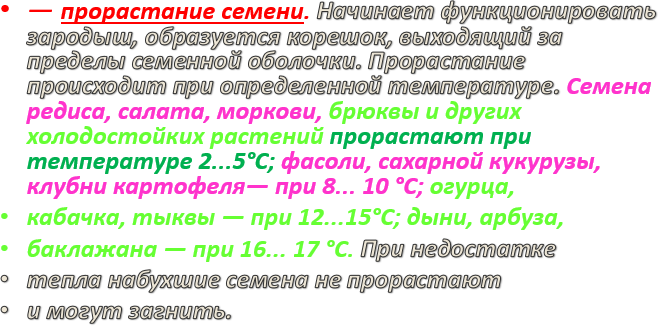 • — прорастание семени. Начинает функционировать
зародыш, образуется корешок, выходящий за
пределы семенной оболочки. Прорастание
происходит при определенной температуре. Семена
редиса, салата, моркови, брюквы и других
холодостойких растений прорастают при
температуре 2...5°С; фасоли, сахарной кукурузы,
клубни картофеля— при 8... 10 °С; огурца,
• кабачка, тыквы — при 12...15°С; дыни, арбуза,
• баклажана — при 16... 17 °С. При недостатке
• тепла набухшие семена не прорастают
• и могут загнить.